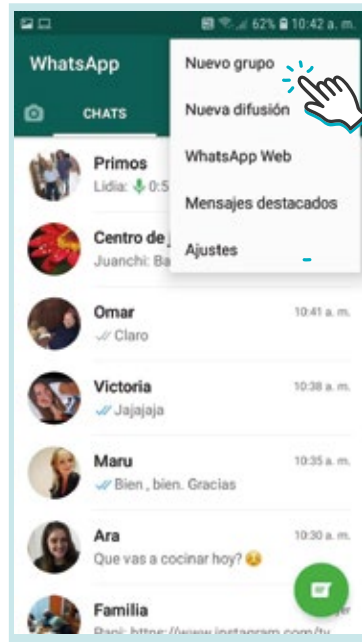 62% 10:42 a. m.
WhatsApp
Nuevo grupo
CHATS
Nueva difusión
WhatsApp Web
Mensajes destacados
Ajustes
Primos
Lidia: 0:5
Centro de
Juanchi: Ba
Omar 10:41 a. m.
Claro
Victoria 10:38 a. m.
Jajajaja
Maru 10:35 a. m.
Bien , bien. Gracias
Ara 10:30 a. m.
Que vas a cocinar hoy? 😣
Familia